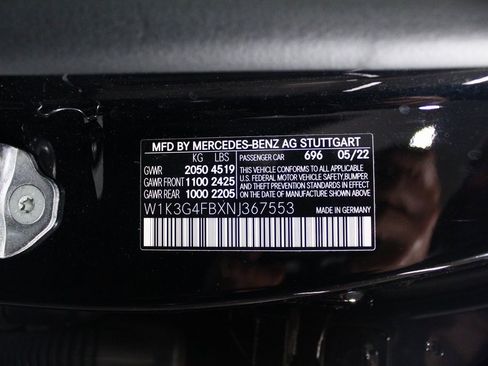 MFD BY MERCEDES-BENZ AG STUTTGART
KG LBS
GVWR 2050 4519 PASSENGER CAR 696 05/22
GAWR FRONT 1100 2425 THIS VEHICLE CONFORMS TO ALL APPLICABLE
GAWR REAR 1000 2205 U.S. FEDERAL MOTOR VEHICLE SAFETY, BUMPER
AND THEFT PREVENTION STANDARDS IN EFFECT
ON THE DATE OF MANUFACTURE SHOWN ABOVE
W1K3G4FBXNJ367553 MADE IN GERMANY